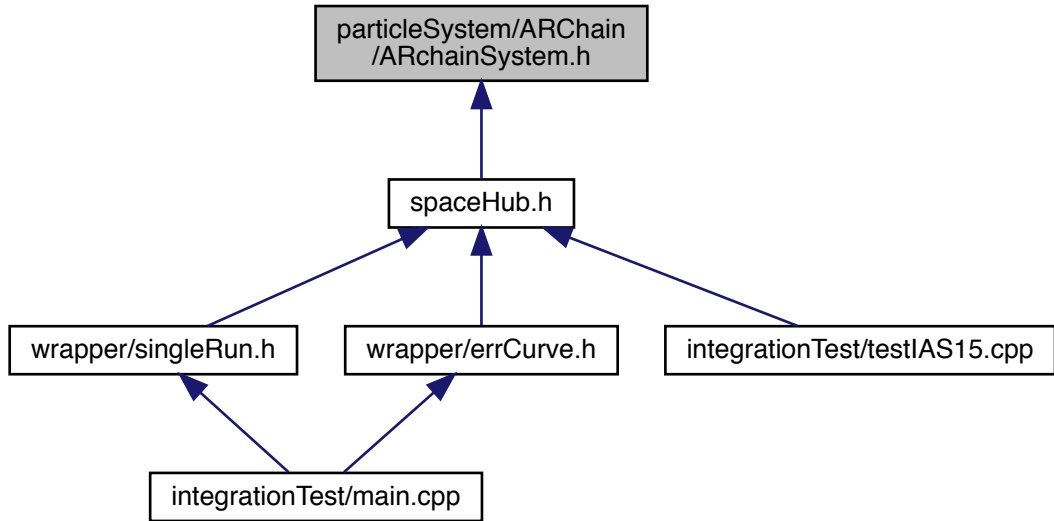 particleSystem/ARChain
/ARchainSystem.h
spaceHub.h
wrapper/singleRun.h
wrapper/errCurve.h
integrationTest/testIAS15.cpp
integrationTest/main.cpp